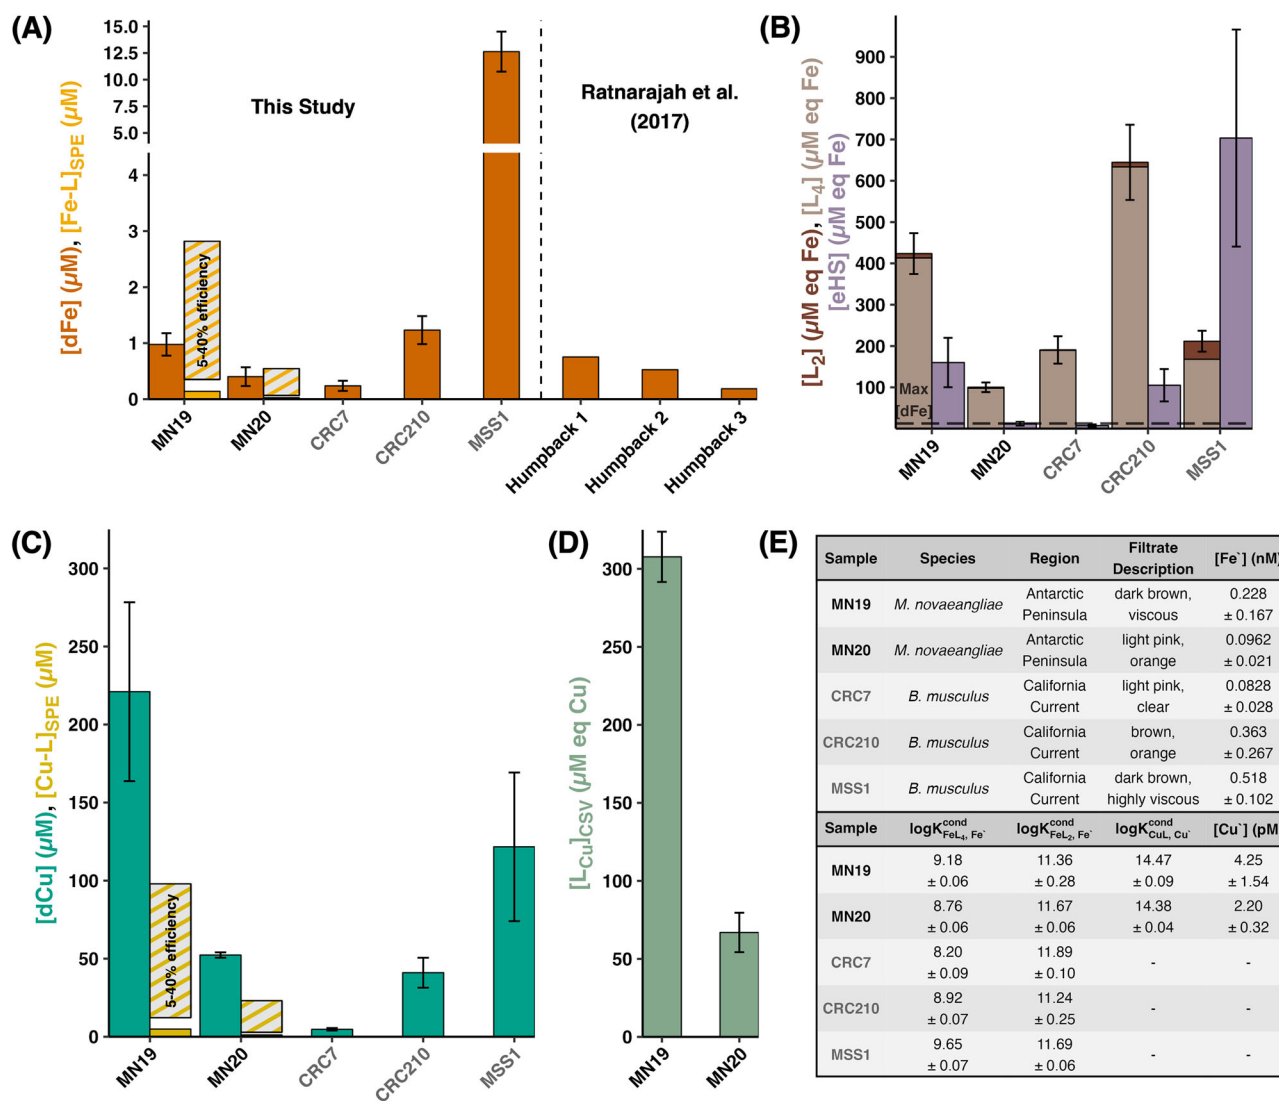 (A)
[dFe] (µM), [Fe-L]SPE (µM)
15.0
12.5
10.0
7.5
5.0
4
3
2
1
0
This Study
Ratnarajah et al.
(2017)
5-40% efficiency
MN19
MN20
CRC7
CRC210
MSS1
Humpback 1
Humpback 2
Humpback 3
(B)
[L2] (µM eq Fe), [L4] (µM eq Fe)
[eHS] (µM eq Fe)
900
800
700
600
500
400
300
200
100
Max
[dFe]
MN19
MN20
CRC7
CRC210
MSS1
(C)
[dCu] (µM), [Cu-L]SPE (µM)
300
250
200
150
100
50
0
5-40% efficiency
MN19
MN20
CRC7
CRC210
MSS1
(D)
[LCu]CSV (µM eq Cu)
300
250
200
150
100
50
0
MN19
MN20
(E)
Sample Species Region Filtrate Description [Fe`] (nM)
MN19 M. novaeangliae Antarctic Peninsula dark brown, viscous 0.228 ± 0.167
MN20 M. novaeangliae Antarctic Peninsula light pink, orange 0.0962 ± 0.021
CRC7 B. musculus California Current light pink, clear 0.0828 ± 0.028
CRC210 B. musculus California Current brown, orange 0.363 ± 0.267
MSS1 B. musculus California Current dark brown, highly viscous 0.518 ± 0.102
Sample logK cond FeL4, Fe` logK cond FeL2, Fe` logK cond CuL, Cu` [Cu`] (pM
MN19 9.18 ± 0.06 11.36 ± 0.28 14.47 ± 0.09 4.25 ± 1.54
MN20 8.76 ± 0.06 11.67 ± 0.06 14.38 ± 0.04 2.20 ± 0.32
CRC7 8.20 ± 0.09 11.89 ± 0.10 - -
CRC210 8.92 ± 0.07 11.24 ± 0.25 - -
MSS1 9.65 ± 0.07 11.69 ± 0.06 - -